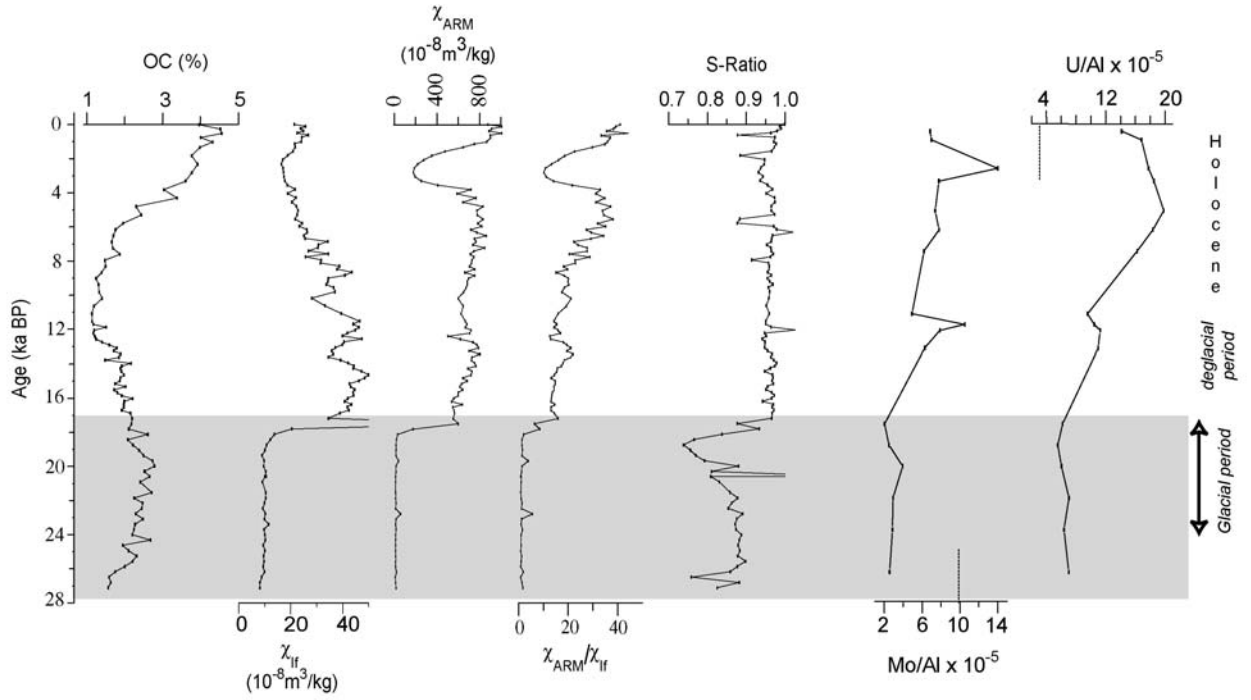 OC (%)
1 3 5
χARM
(10⁻⁸m³/kg)
0 400 800
S-Ratio
0.7 0.8 0.9 1.0
U/Al x 10⁻⁵
4 12 20
Age (ka BP)
0
4
8
12
16
20
24
28
Holocene
deglacial
period
Glacial period
0 20 40
χlf
(10⁻⁸m³/kg)
0 20 40
χARM/χlf
2 6 10 14
Mo/Al x 10⁻⁵